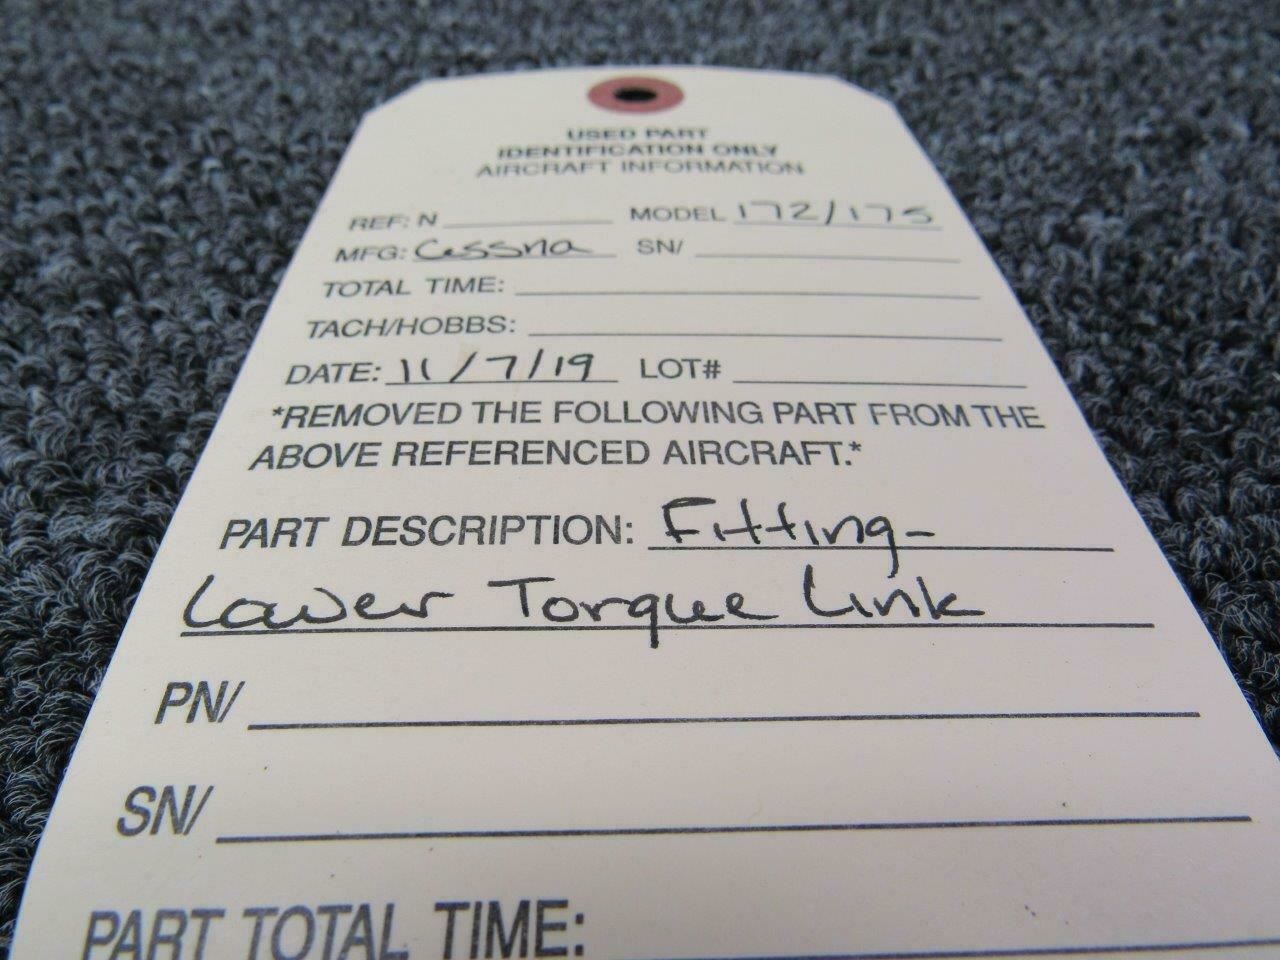 USED PART
IDENTIFICATION ONLY
AIRCRAFT INFORMATION
REF: N MODEL 172/175
MFG: Cessna SN/
TOTAL TIME:
TACH/HOBBS:
DATE: 11/7/19 LOT#
*REMOVED THE FOLLOWING PART FROM THE
ABOVE REFERENCED AIRCRAFT.*
PART DESCRIPTION: Fitting-
Lower Torque Link
PN/
SN/
PART TOTAL TIME: